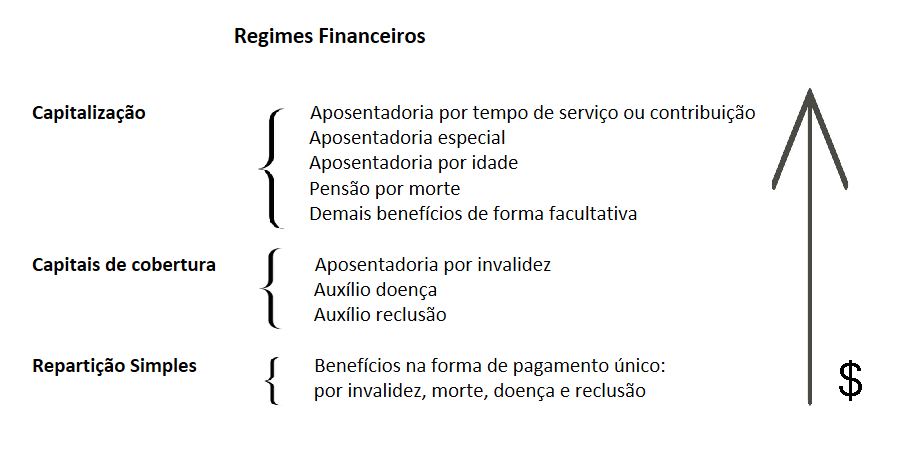 Regimes Financeiros
Capitalização
Aposentadoria por tempo de serviço ou contribuição
Aposentadoria especial
Aposentadoria por idade
Pensão por morte
Demais benefícios de forma facultativa
Capitais de cobertura
Aposentadoria por invalidez
Auxílio doença
Auxílio reclusão
Repartição Simples
Benefícios na forma de pagamento único:
por invalidez, morte, doença e reclusão
$